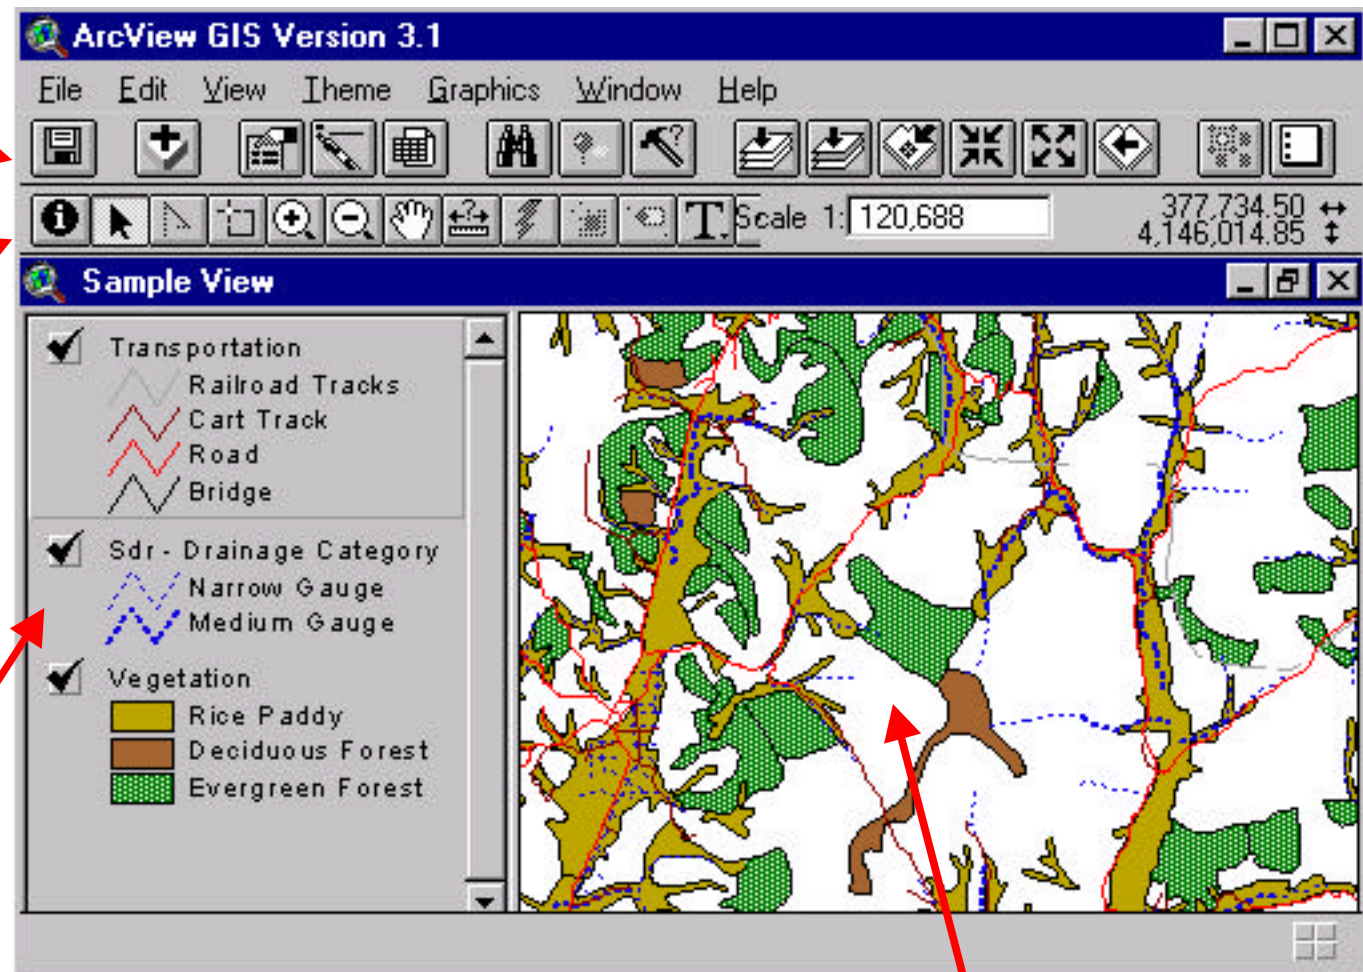 ArcView GIS Version 3.1
File Edit View Theme Graphics Window Help
Scale 1: 120,688
377,734.50
4,146,014.85
Sample View
Transportation
Railroad Tracks
Cart Track
Road
Bridge
Sdr - Drainage Category
Narrow Gauge
Medium Gauge
Vegetation
Rice Paddy
Deciduous Forest
Evergreen Forest